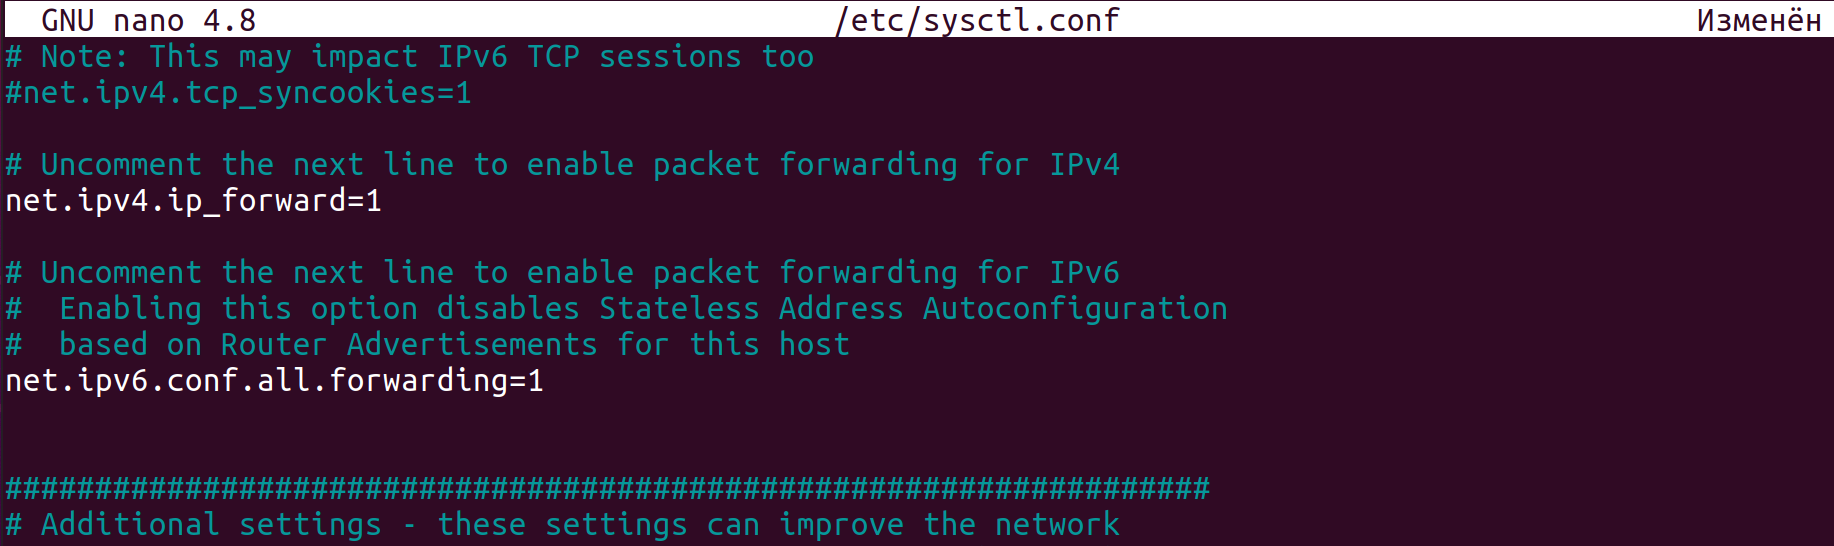 GNU nano 4.8 /etc/sysctl.conf Изменён
# Note: This may impact IPv6 TCP sessions too
#net.ipv4.tcp_syncookies=1
# Uncomment the next line to enable packet forwarding for IPv4
net.ipv4.ip_forward=1
# Uncomment the next line to enable packet forwarding for IPv6
#  Enabling this option disables Stateless Address Autoconfiguration
#  based on Router Advertisements for this host
net.ipv6.conf.all.forwarding=1
###################################################################
# Additional settings - these settings can improve the network